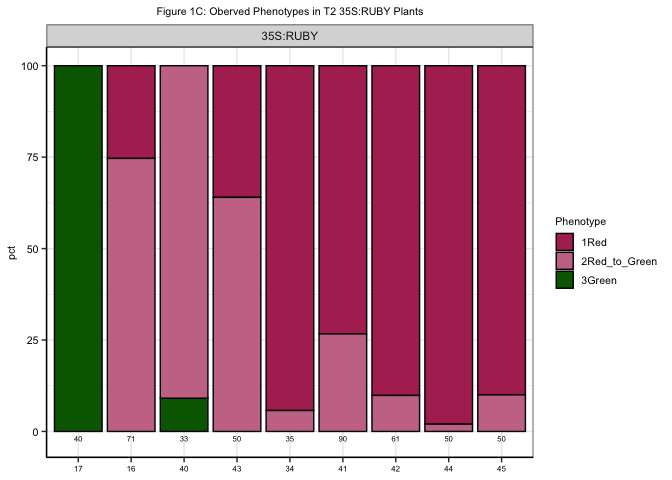 Figure 1C: Oberved Phenotypes in T2 35S:RUBY Plants
35S:RUBY
100
75
50
25
0
pct
40 71 33 50 35 90 61 50 50
17 16 40 43 34 41 42 44 45
Phenotype
1Red
2Red_to_Green
3Green